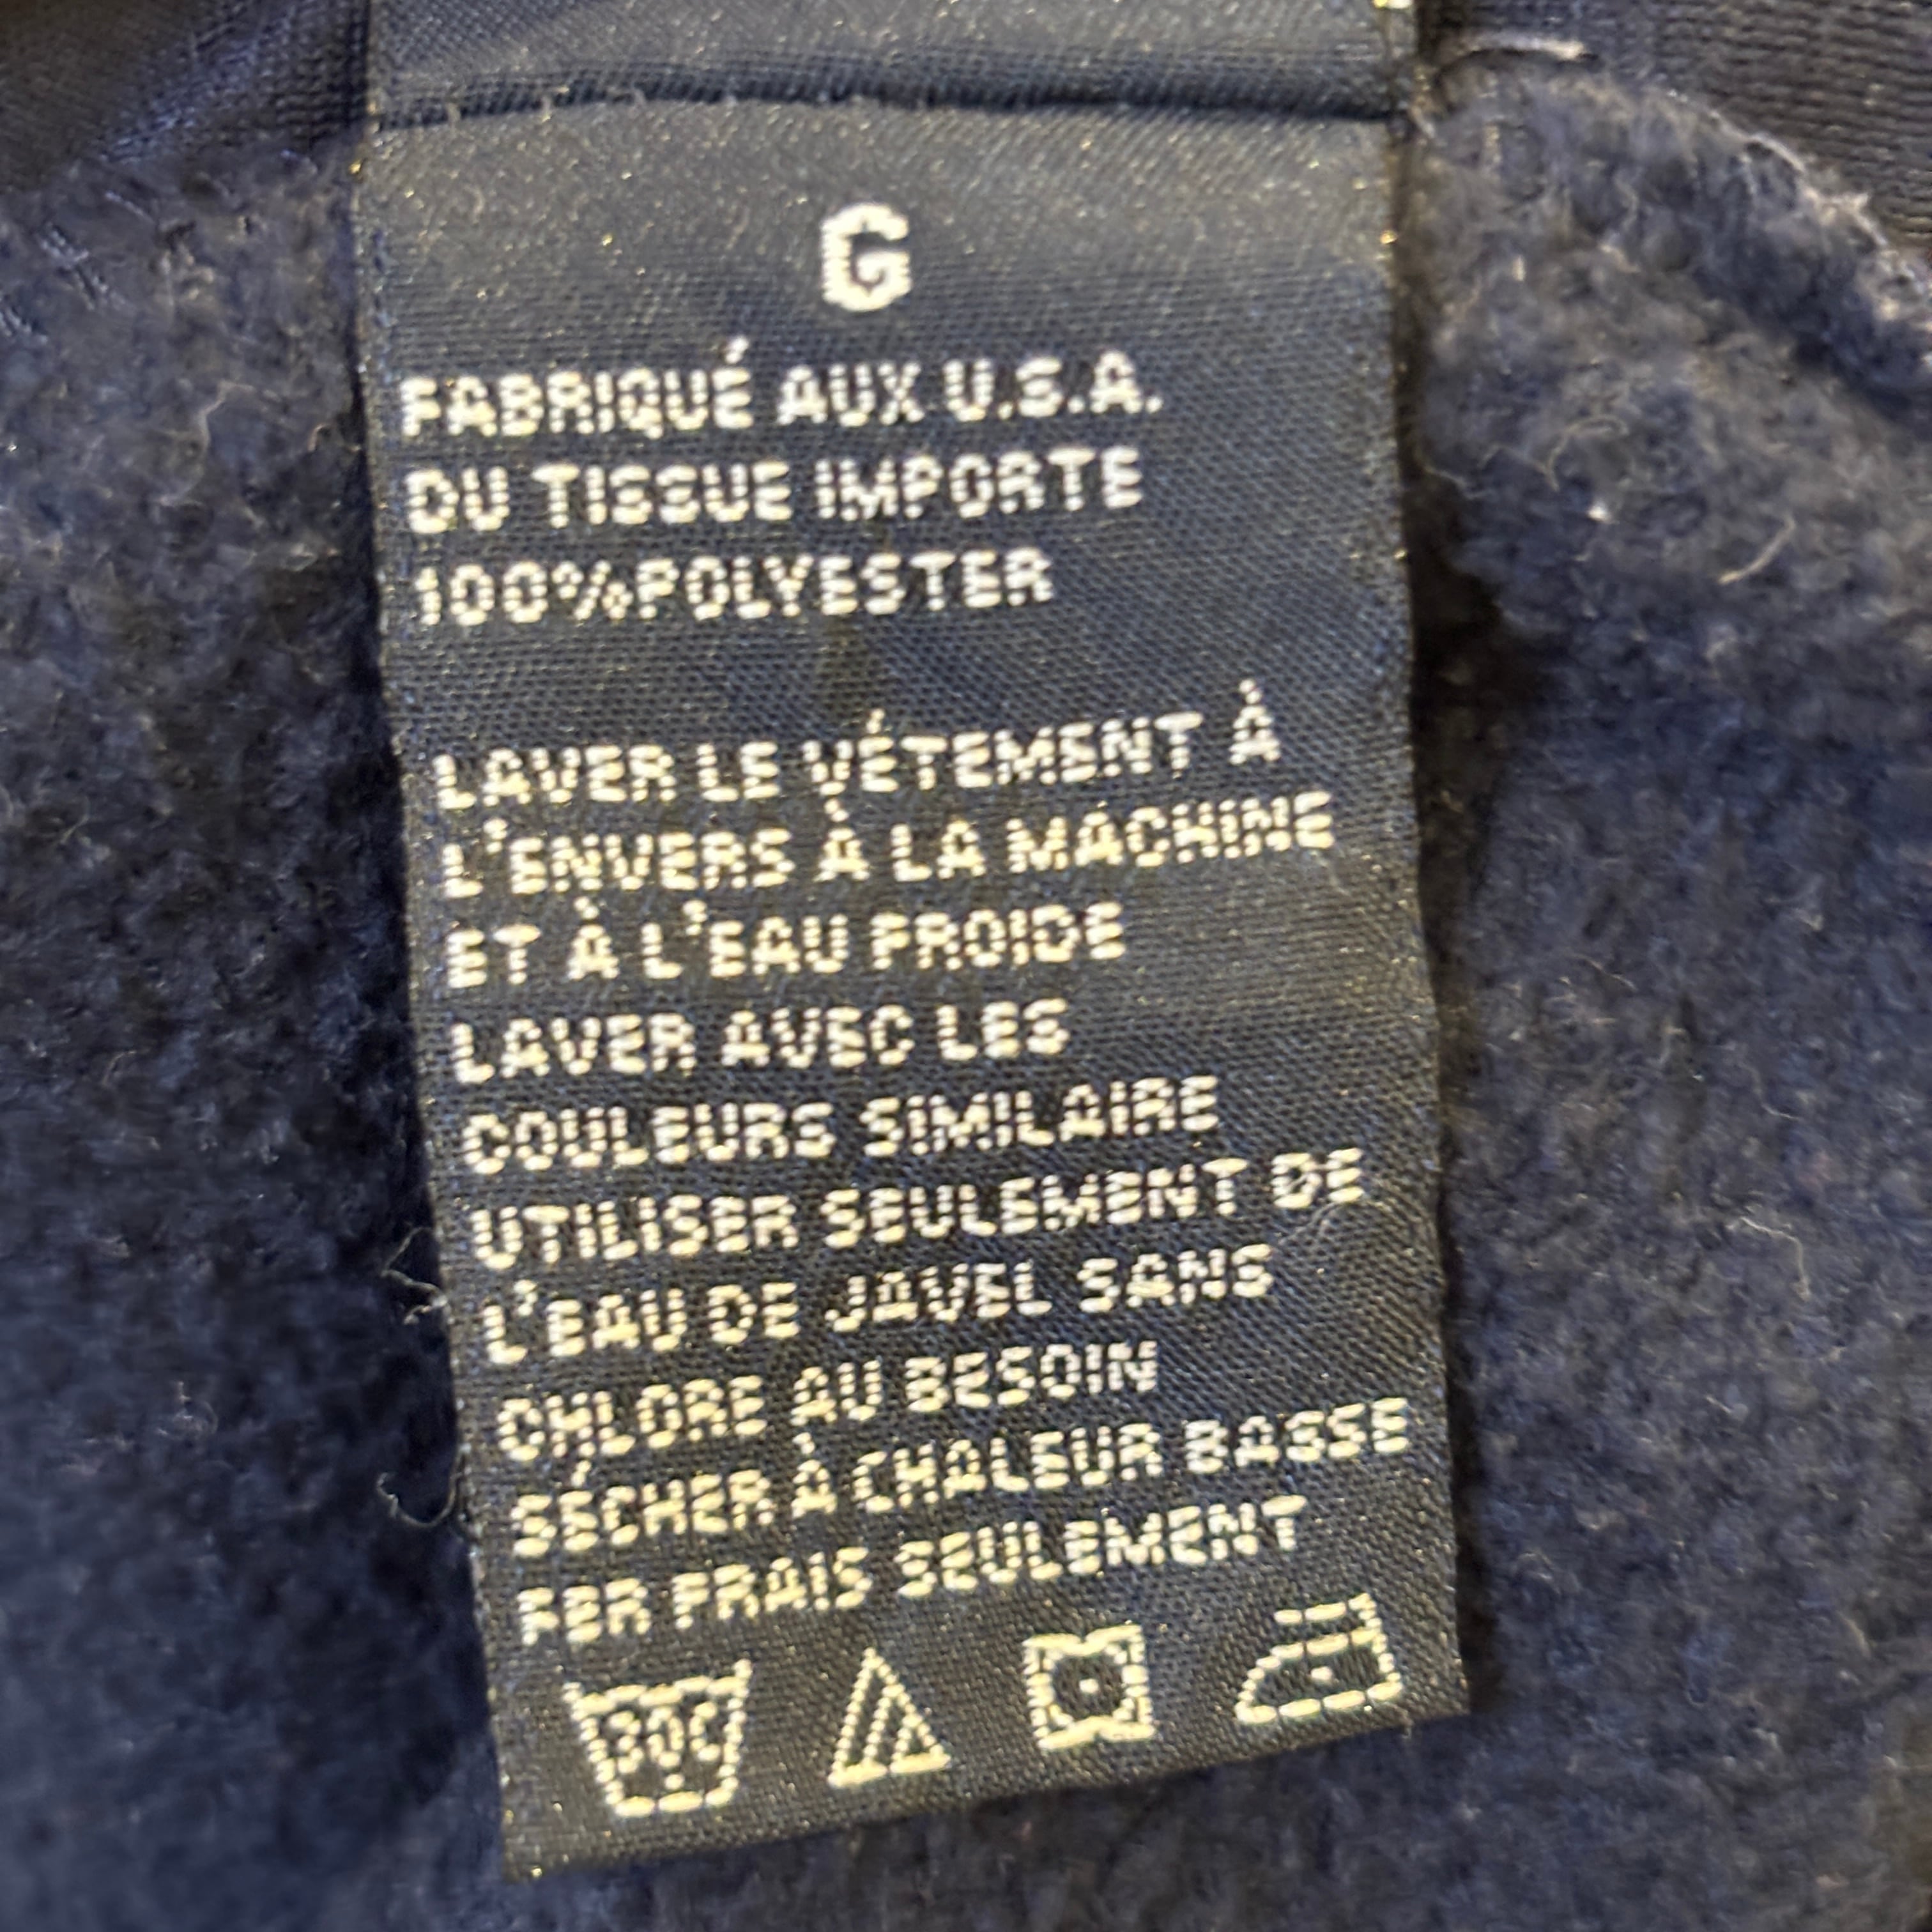 G
FABRIQUÉ AUX U.S.A.
DU TISSUE IMPORTE
100%POLYESTER
LAVER LE VÉTEMENT À
L'ENVERS À LA MACHINE
ET À L'EAU FROIDE
LAVER AVEC LES
COULEURS SIMILAIRE
UTILISER SEULEMENT DE
L'EAU DE JAVEL SANS
CHLORE AU BESOIN
SÉCHER À CHALEUR BASSE
FER FRAIS SEULEMENT
30C